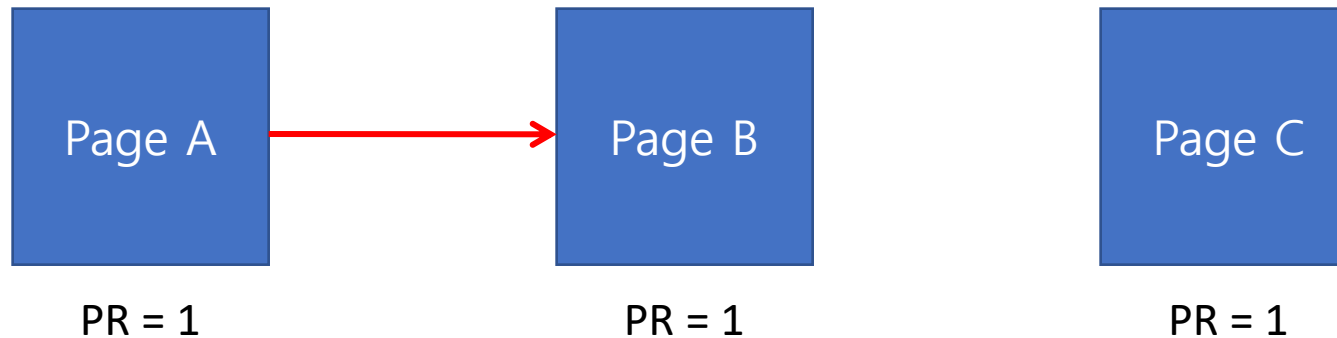 Page A
Page B
Page C
PR = 1
PR = 1
PR = 1